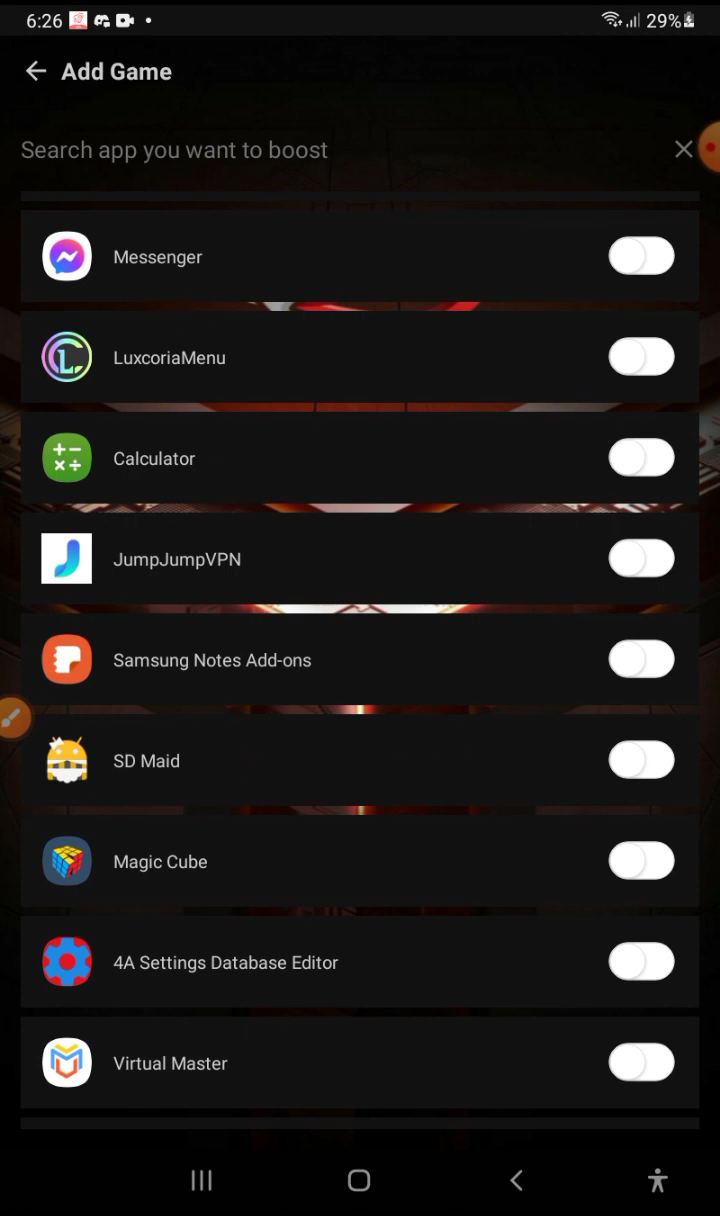 6:26
29%
Add Game
Search app you want to boost
Messenger
LuxcoriaMenu
Calculator
JumpJumpVPN
Samsung Notes Add-ons
SD Maid
Magic Cube
4A Settings Database Editor
Virtual Master